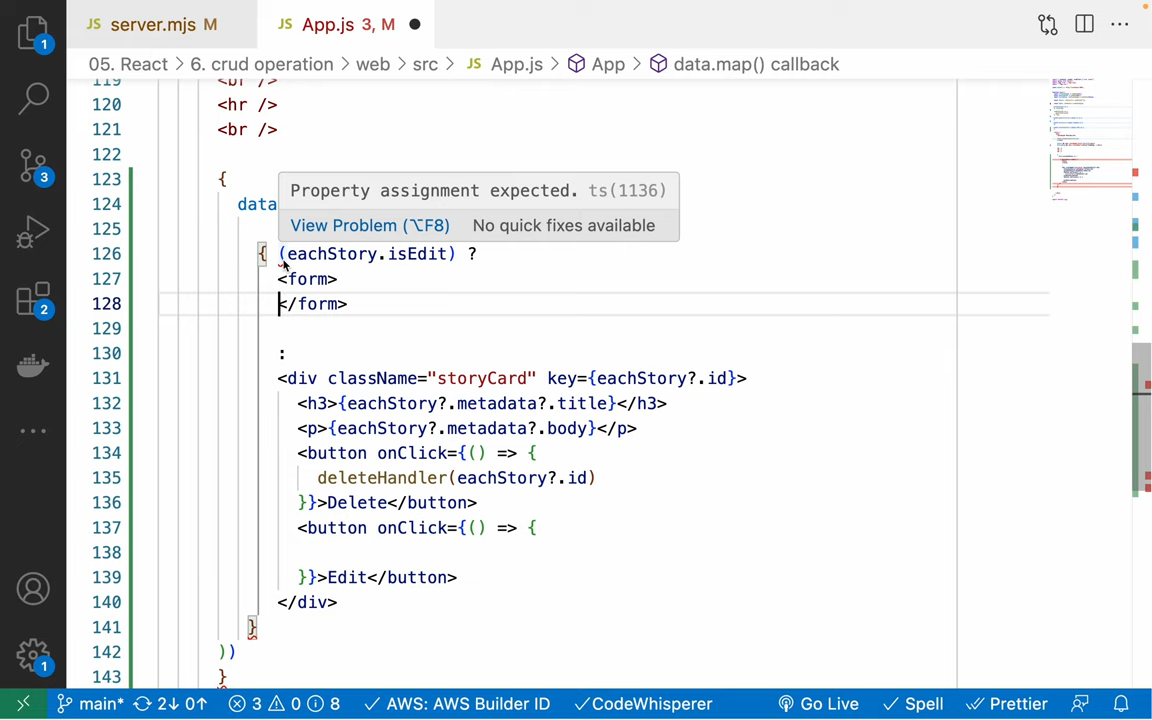 JS server.mjs M
JS App.js 3, M
05. React > 6. crud operation > web > src > JS App.js > App > data.map() callback
119 <br />
120 <hr />
121 <br />
122
123 {
124 data
125
Property assignment expected. ts(1136)
View Problem (⌥F8) No quick fixes available
126 { (eachStory.isEdit) ?
127 <form>
128 </form>
129
130 :
131 <div className="storyCard" key={eachStory?.id}>
132 <h3>{eachStory?.metadata?.title}</h3>
133 <p>{eachStory?.metadata?.body}</p>
134 <button onClick={() => {
135 deleteHandler(eachStory?.id)
136 }}>Delete</button>
137 <button onClick={() => {
138
139 }}>Edit</button>
140 </div>
141 }
142 ))
143 }
1
3
2
1
main* 2↓ 0↑ 3 0 8 AWS: AWS Builder ID CodeWhisperer Go Live Spell Prettier